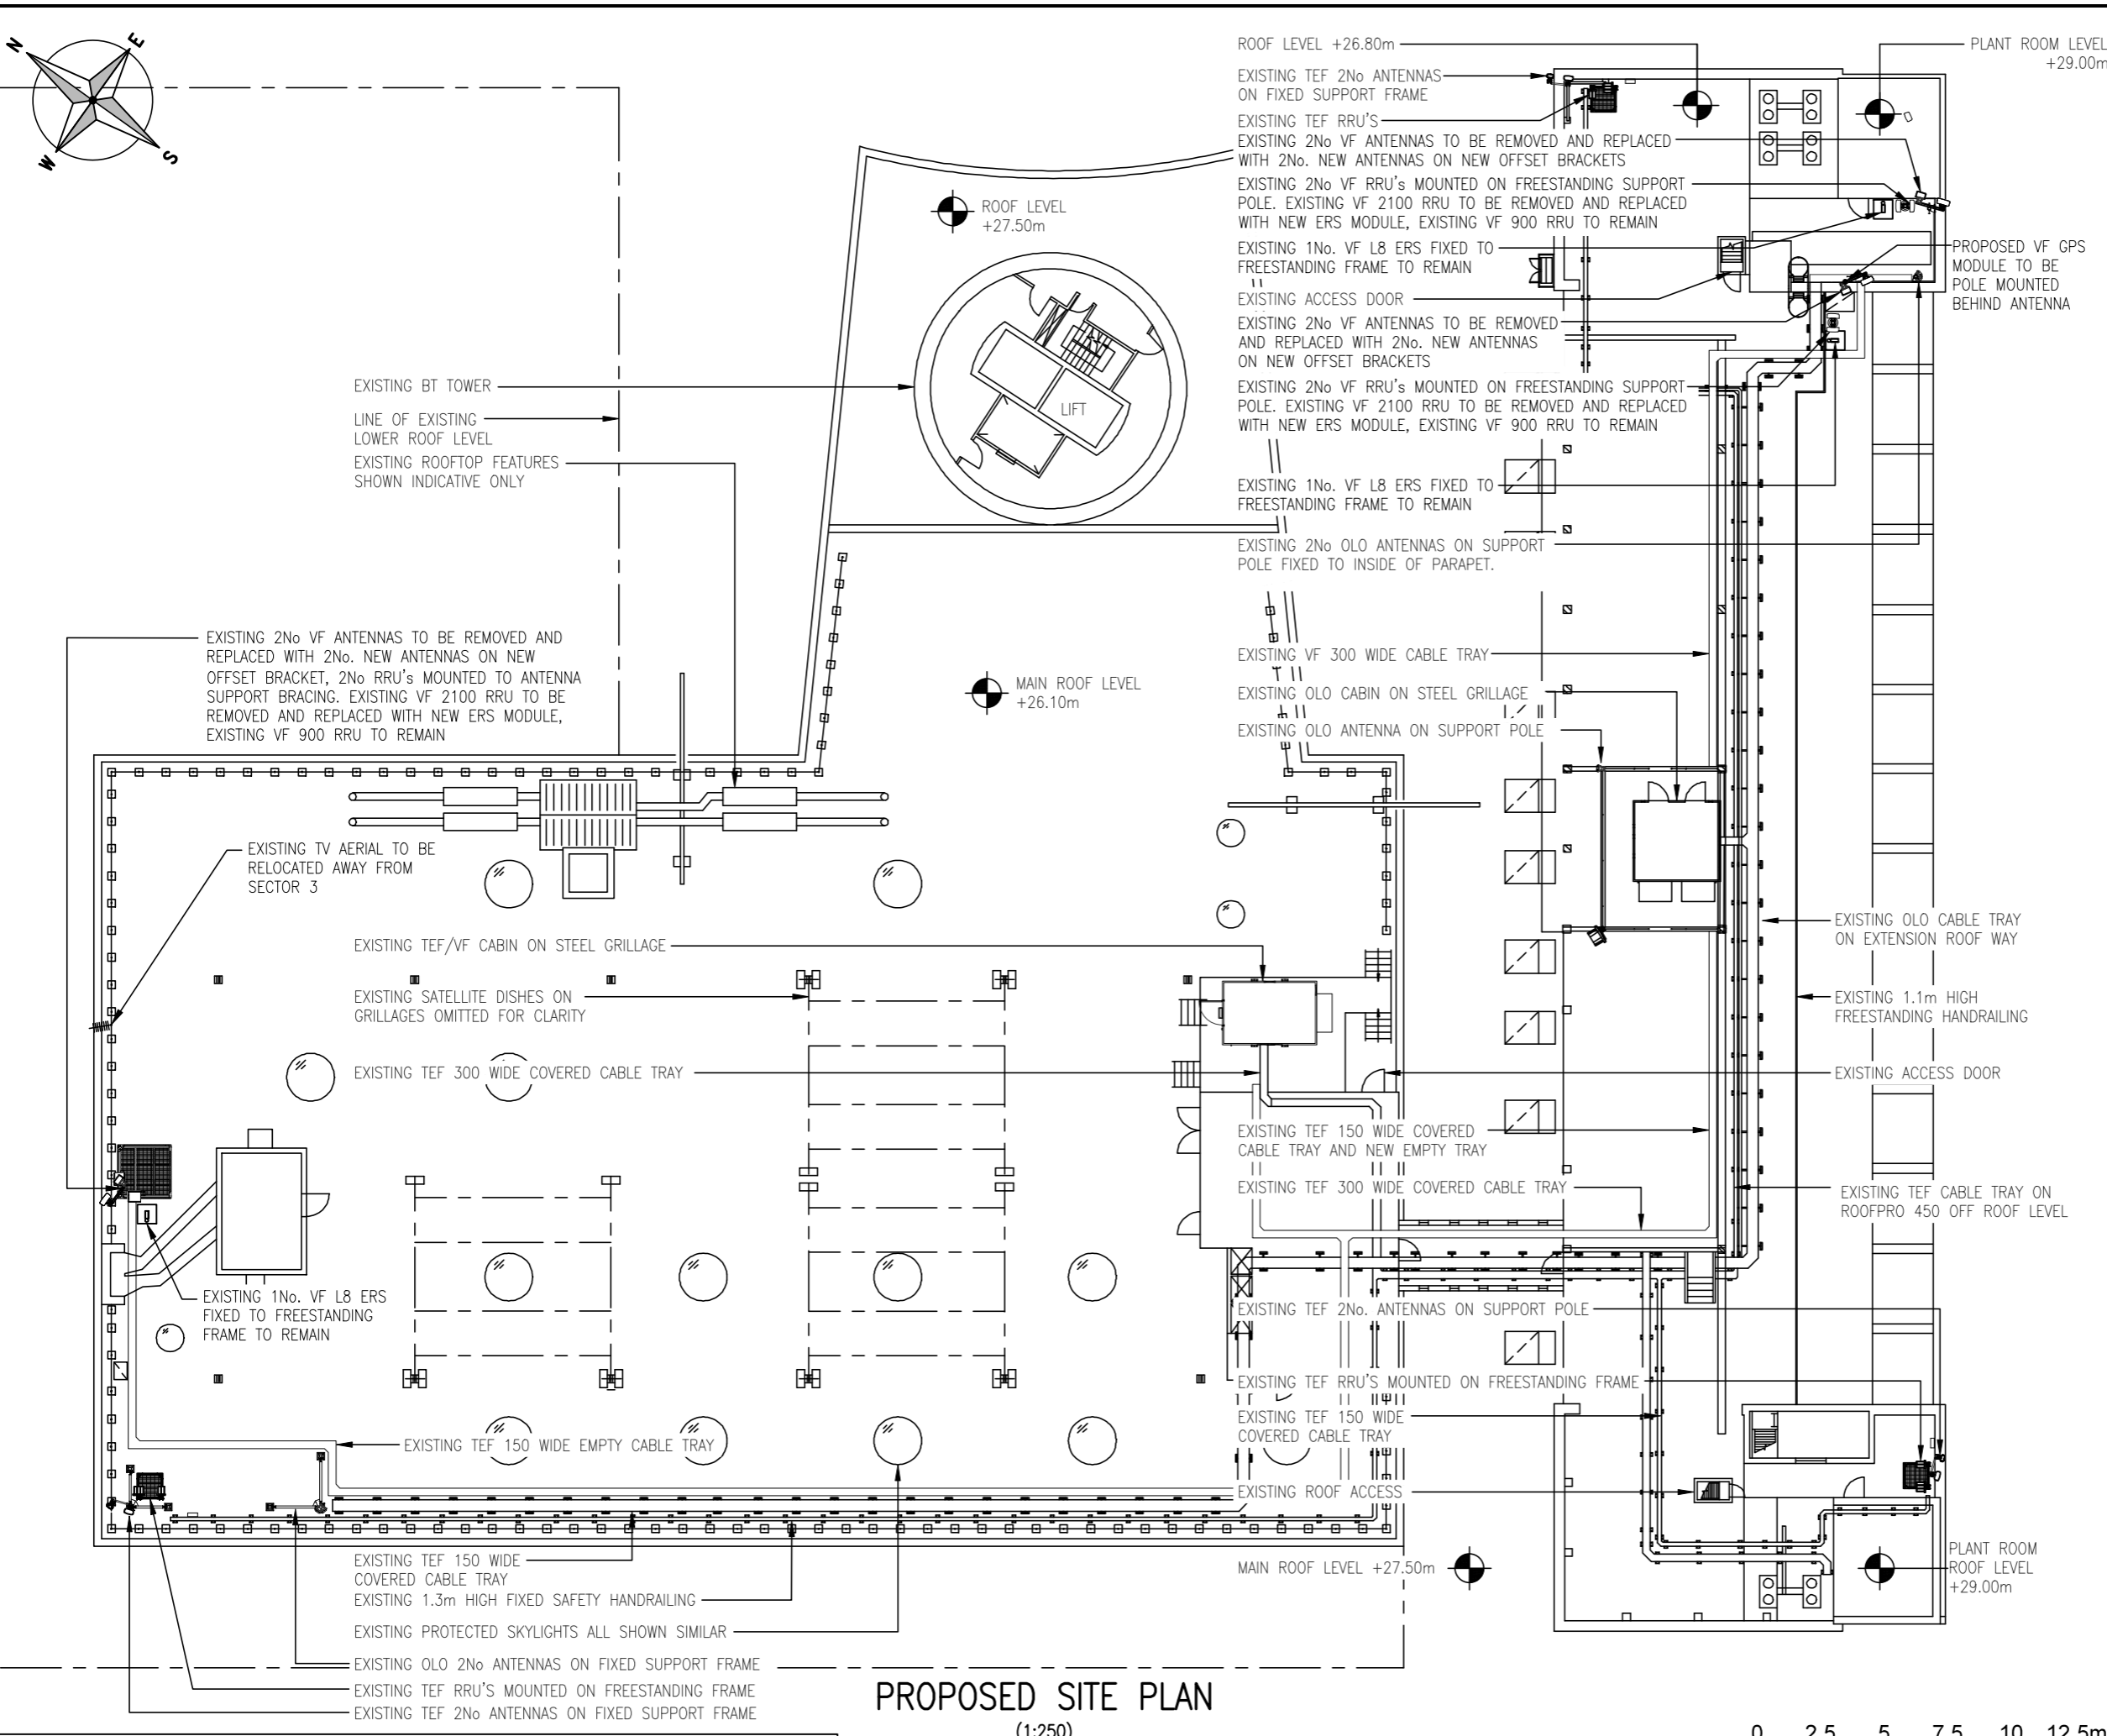 N
E
S
W
ROOF LEVEL +26.80m
PLANT ROOM LEVEL
+29.00m
EXISTING TEF 2No ANTENNAS
ON FIXED SUPPORT FRAME
EXISTING TEF RRU'S
EXISTING 2No VF ANTENNAS TO BE REMOVED AND REPLACED
WITH 2No. NEW ANTENNAS ON NEW OFFSET BRACKETS
EXISTING 2No VF RRU's MOUNTED ON FREESTANDING SUPPORT
POLE. EXISTING VF 2100 RRU TO BE REMOVED AND REPLACED
WITH NEW ERS MODULE, EXISTING VF 900 RRU TO REMAIN
EXISTING 1No. VF L8 ERS FIXED TO
FREESTANDING FRAME TO REMAIN
PROPOSED VF GPS
MODULE TO BE
POLE MOUNTED
BEHIND ANTENNA
EXISTING ACCESS DOOR
EXISTING 2No VF ANTENNAS TO BE REMOVED
AND REPLACED WITH 2No. NEW ANTENNAS
ON NEW OFFSET BRACKETS
EXISTING 2No VF RRU's MOUNTED ON FREESTANDING SUPPORT
POLE. EXISTING VF 2100 RRU TO BE REMOVED AND REPLACED
WITH NEW ERS MODULE, EXISTING VF 900 RRU TO REMAIN
EXISTING 1No. VF L8 ERS FIXED TO
FREESTANDING FRAME TO REMAIN
EXISTING 2No OLO ANTENNAS ON SUPPORT
POLE FIXED TO INSIDE OF PARAPET.
ROOF LEVEL
+27.50m
LIFT
EXISTING BT TOWER
LINE OF EXISTING
LOWER ROOF LEVEL
EXISTING ROOFTOP FEATURES
SHOWN INDICATIVE ONLY
EXISTING 2No VF ANTENNAS TO BE REMOVED AND
REPLACED WITH 2No. NEW ANTENNAS ON NEW
OFFSET BRACKET, 2No RRU's MOUNTED TO ANTENNA
SUPPORT BRACING. EXISTING VF 2100 RRU TO BE
REMOVED AND REPLACED WITH NEW ERS MODULE,
EXISTING VF 900 RRU TO REMAIN
MAIN ROOF LEVEL
+26.10m
EXISTING VF 300 WIDE CABLE TRAY
EXISTING OLO CABIN ON STEEL GRILLAGE
EXISTING OLO ANTENNA ON SUPPORT POLE
EXISTING TV AERIAL TO BE
RELOCATED AWAY FROM
SECTOR 3
EXISTING TEF/VF CABIN ON STEEL GRILLAGE
EXISTING SATELLITE DISHES ON
GRILLAGES OMITTED FOR CLARITY
EXISTING TEF 300 WIDE COVERED CABLE TRAY
EXISTING OLO CABLE TRAY
ON EXTENSION ROOF WAY
EXISTING 1.1m HIGH
FREESTANDING HANDRAILING
EXISTING ACCESS DOOR
EXISTING TEF 150 WIDE COVERED
CABLE TRAY AND NEW EMPTY TRAY
EXISTING TEF 300 WIDE COVERED CABLE TRAY
EXISTING TEF CABLE TRAY ON
ROOFPRO 450 OFF ROOF LEVEL
EXISTING 1No. VF L8 ERS
FIXED TO FREESTANDING
FRAME TO REMAIN
EXISTING TEF 2No. ANTENNAS ON SUPPORT POLE
EXISTING TEF RRU'S MOUNTED ON FREESTANDING FRAME
EXISTING TEF 150 WIDE
COVERED CABLE TRAY
EXISTING TEF 150 WIDE EMPTY CABLE TRAY
EXISTING ROOF ACCESS
EXISTING TEF 150 WIDE
COVERED CABLE TRAY
EXISTING 1.3m HIGH FIXED SAFETY HANDRAILING
MAIN ROOF LEVEL +27.50m
PLANT ROOM
ROOF LEVEL
+29.00m
EXISTING PROTECTED SKYLIGHTS ALL SHOWN SIMILAR
EXISTING OLO 2No ANTENNAS ON FIXED SUPPORT FRAME
EXISTING TEF RRU'S MOUNTED ON FREESTANDING FRAME
EXISTING TEF 2No ANTENNAS ON FIXED SUPPORT FRAME
PROPOSED SITE PLAN
(1:250)
0 2.5 5 7.5 10 12.5m